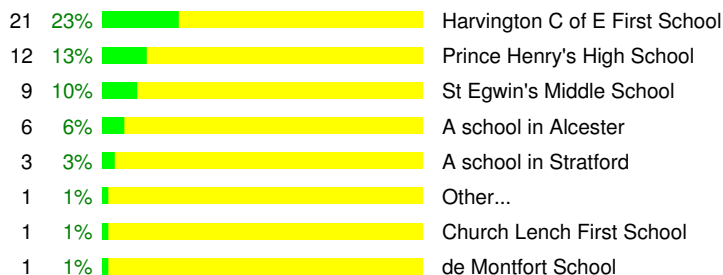 21 23% Harvington C of E First School
12 13% Prince Henry's High School
9 10% St Egwin's Middle School
6 6% A school in Alcester
3 3% A school in Stratford
1 1% Other...
1 1% Church Lench First School
1 1% de Montfort School